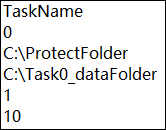 TaskName
0
C:\ProtectFolder
C:\Task0_dataFolder
1
10